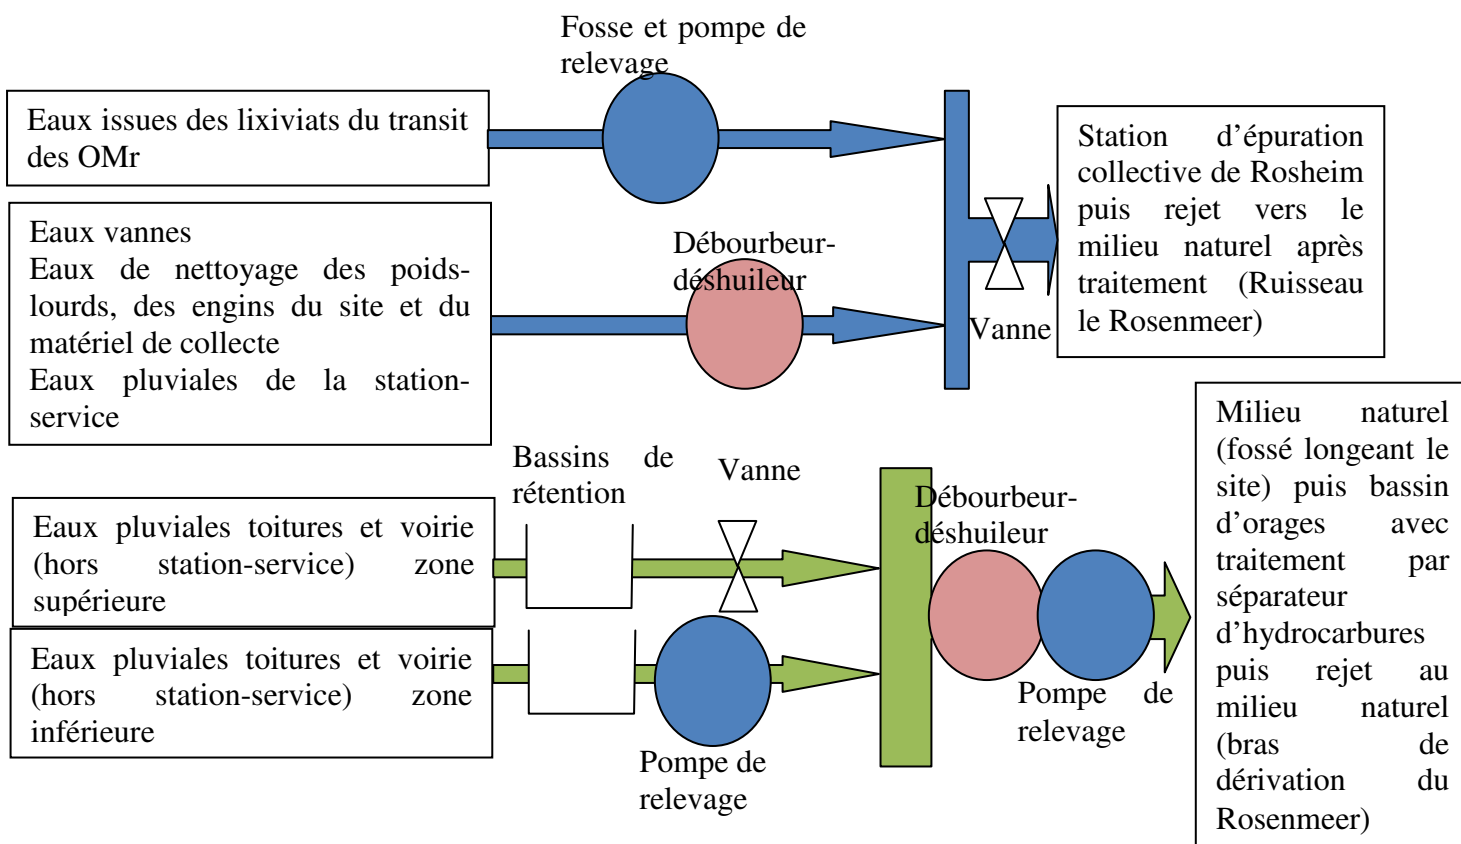 Fosse et pompe de
relevage
Eaux issues des lixiviats du transit
des OMr
Station d’épuration
collective de Rosheim
puis rejet vers le
milieu naturel après
traitement (Ruisseau
le Rosenmeer)
Eaux vannes
Eaux de nettoyage des poids-
lourds, des engins du site et du
matériel de collecte
Eaux pluviales de la station-
service
Débourbeur-
déshuileur
Vanne
Bassins de
rétention
Vanne
Eaux pluviales toitures et voirie
(hors station-service) zone
supérieure
Débourbeur-
déshuileur
Eaux pluviales toitures et voirie
(hors station-service) zone
inférieure
Pompe de
relevage
Pompe de
relevage
Milieu naturel
(fossé longeant le
site) puis bassin
d’orages avec
traitement par
séparateur
d’hydrocarbures
puis rejet au
milieu naturel
(bras de
dérivation du
Rosenmeer)